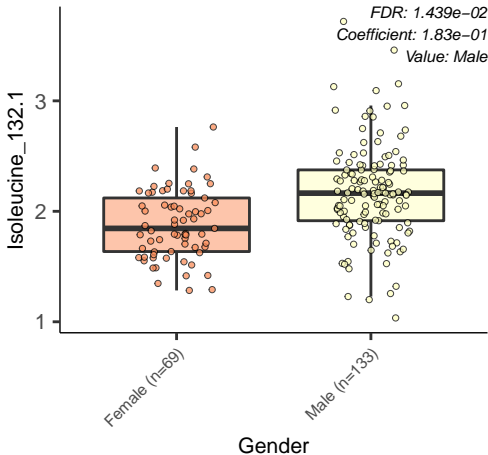 FDR: 1.439e−02
Coefficient: 1.83e−01
Value: Male
Isoleucine_132.1
3
2
1
Female (n=69)
Male (n=133)
Gender